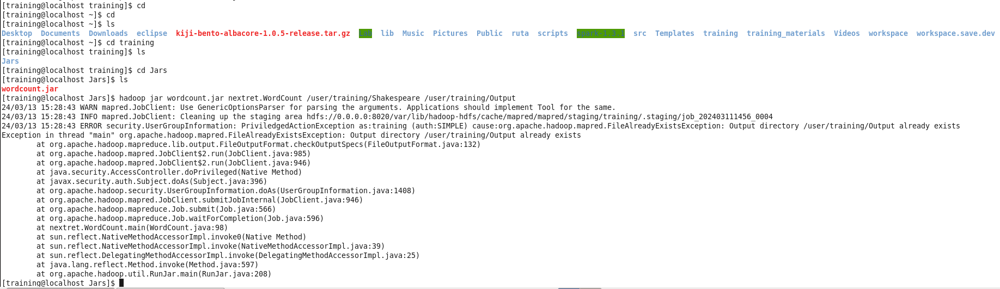 [training@localhost training]$ cd
[training@localhost ~]$ cd
[training@localhost ~]$ ls
Desktop Documents Downloads eclipse kiji-bento-albacore-1.0.5-release.tar.gz Lab lib Music Pictures Public ruta scripts spark-1.3.1 src Templates training training_materials Videos workspace workspace.save.dev
[training@localhost ~]$ cd training
[training@localhost training]$ ls
Jars
[training@localhost training]$ cd Jars
[training@localhost Jars]$ ls
wordcount.jar
[training@localhost Jars]$ hadoop jar wordcount.jar nextret.WordCount /user/training/Shakespeare /user/training/Output
24/03/13 15:28:43 WARN mapred.JobClient: Use GenericOptionsParser for parsing the arguments. Applications should implement Tool for the same.
24/03/13 15:28:43 INFO mapred.JobClient: Cleaning up the staging area hdfs://0.0.0.0:8020/var/lib/hadoop-hdfs/cache/mapred/mapred/staging/training/.staging/job_202403111456_0004
24/03/13 15:28:43 ERROR security.UserGroupInformation: PriviledgedActionException as:training (auth:SIMPLE) cause:org.apache.hadoop.mapred.FileAlreadyExistsException: Output directory /user/training/Output already exists
Exception in thread "main" org.apache.hadoop.mapred.FileAlreadyExistsException: Output directory /user/training/Output already exists
at org.apache.hadoop.mapreduce.lib.output.FileOutputFormat.checkOutputSpecs(FileOutputFormat.java:132)
at org.apache.hadoop.mapred.JobClient$2.run(JobClient.java:985)
at org.apache.hadoop.mapred.JobClient$2.run(JobClient.java:946)
at java.security.AccessController.doPrivileged(Native Method)
at javax.security.auth.Subject.doAs(Subject.java:396)
at org.apache.hadoop.security.UserGroupInformation.doAs(UserGroupInformation.java:1408)
at org.apache.hadoop.mapred.JobClient.submitJobInternal(JobClient.java:946)
at org.apache.hadoop.mapreduce.Job.submit(Job.java:566)
at org.apache.hadoop.mapreduce.Job.waitForCompletion(Job.java:596)
at nextret.WordCount.main(WordCount.java:98)
at sun.reflect.NativeMethodAccessorImpl.invoke0(Native Method)
at sun.reflect.NativeMethodAccessorImpl.invoke(NativeMethodAccessorImpl.java:39)
at sun.reflect.DelegatingMethodAccessorImpl.invoke(DelegatingMethodAccessorImpl.java:25)
at java.lang.reflect.Method.invoke(Method.java:597)
at org.apache.hadoop.util.RunJar.main(RunJar.java:208)
[training@localhost Jars]$